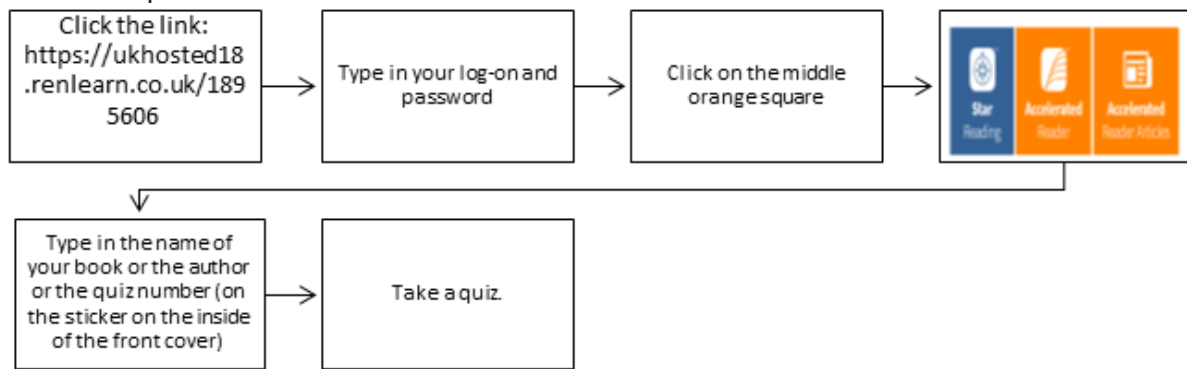 Click the link:
https://ukhosted18
.renlearn.co.uk/189
5606
Type in your log-on and
password
Click on the middle
orange square
Star
Reading
Accelerated
Reader
Accelerated
Reader Articles
Type in the name of
your book or the author
or the quiz number (on
the sticker on the inside
of the front cover)
Take a quiz.